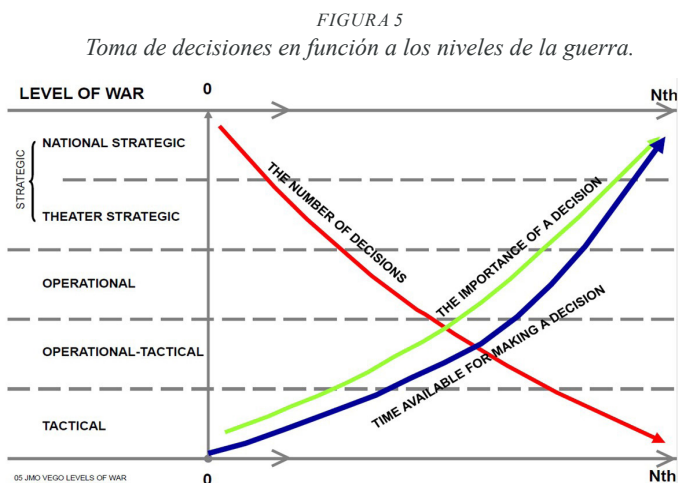 FIGURA 5
Toma de decisiones en función a los niveles de la guerra.
LEVEL OF WAR
0
Nth
STRATEGIC
NATIONAL STRATEGIC
THEATER STRATEGIC
OPERATIONAL
OPERATIONAL-TACTICAL
TACTICAL
THE NUMBER OF DECISIONS
THE IMPORTANCE OF A DECISION
TIME AVAILABLE FOR MAKING A DECISION
05 JMO VEGO LEVELS OF WAR
0
Nth